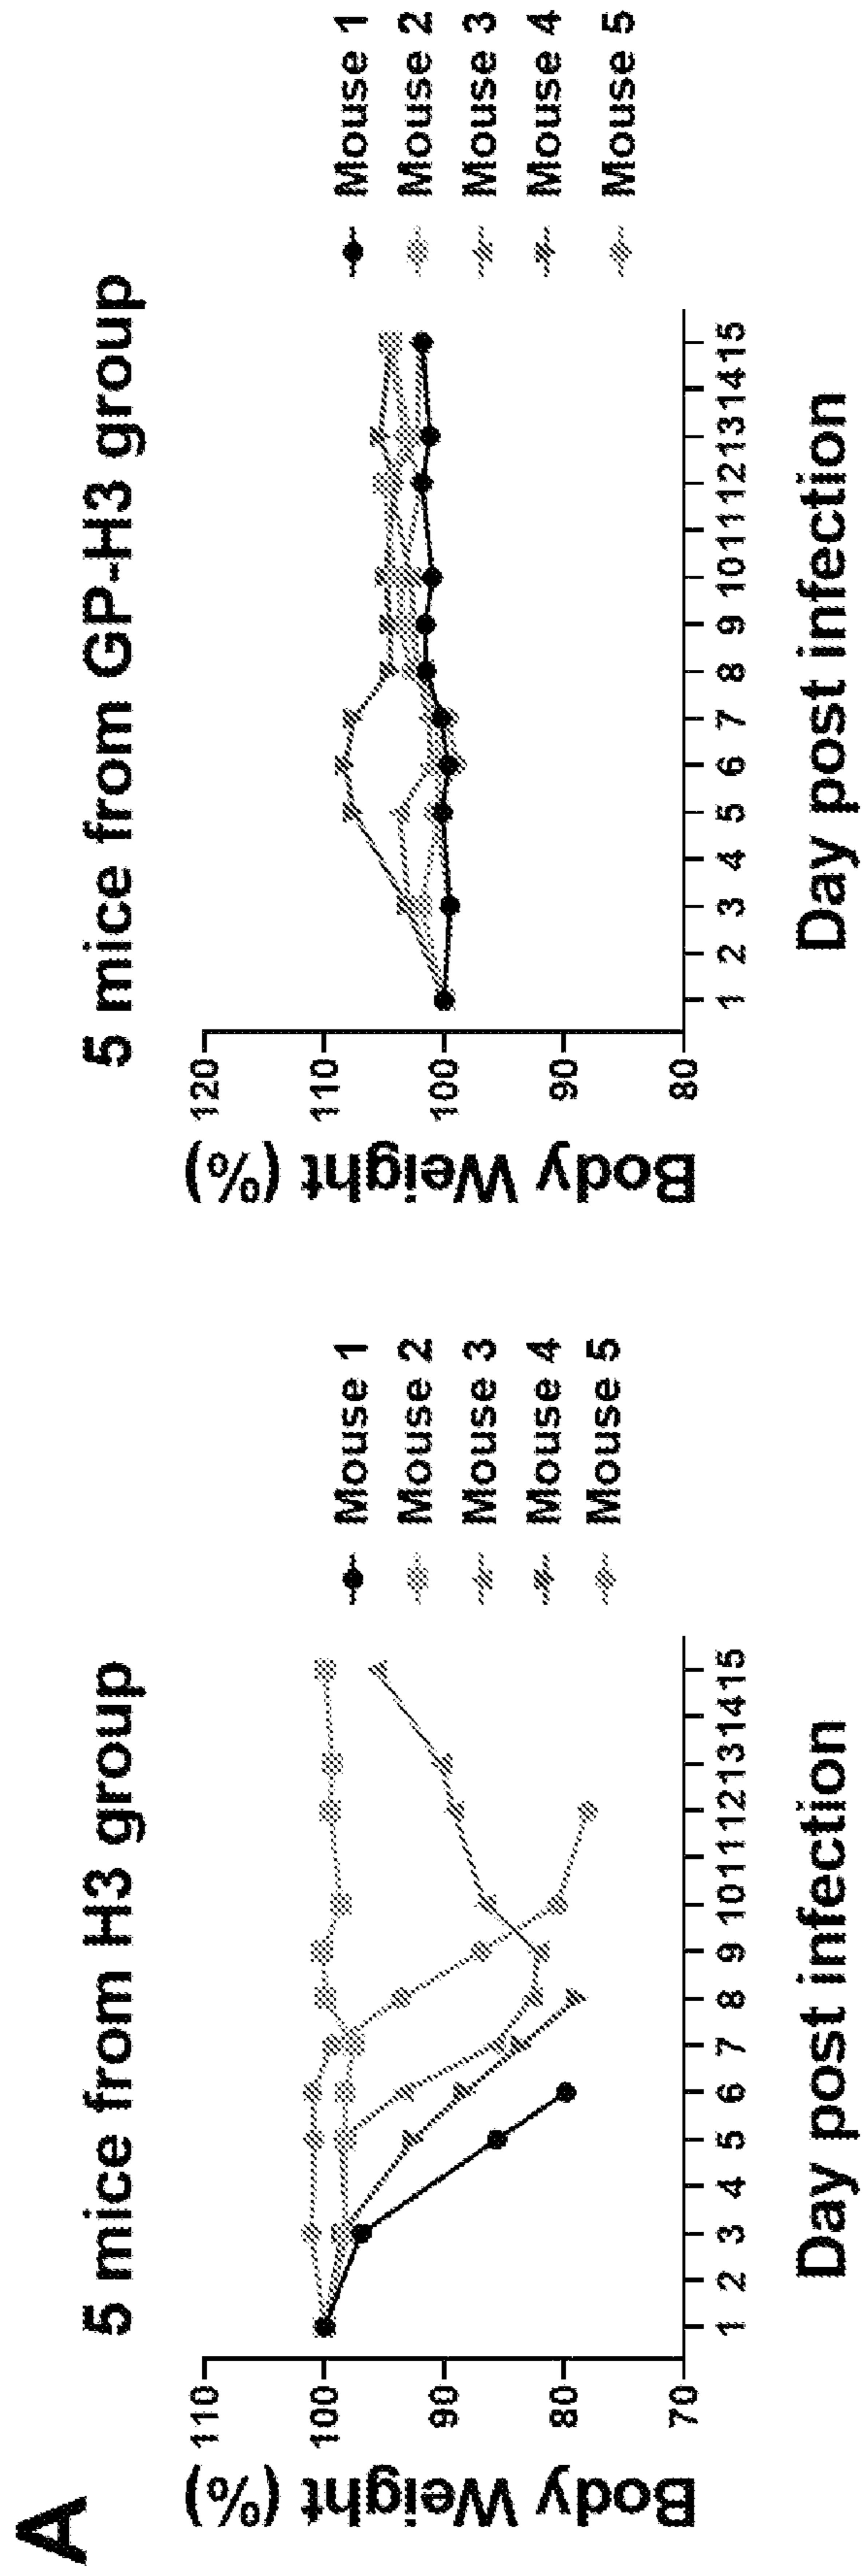 A
5 mice from H3 group
Body Weight (%)
110
100
90
80
70
1 2 3 4 5 6 7 8 9 10 11 12 13 14 15
Day post infection
Mouse 1
Mouse 2
Mouse 3
Mouse 4
Mouse 5
5 mice from GP-H3 group
Body Weight (%)
120
110
100
90
80
1 2 3 4 5 6 7 8 9 10 11 12 13 14 15
Day post infection
Mouse 1
Mouse 2
Mouse 3
Mouse 4
Mouse 5